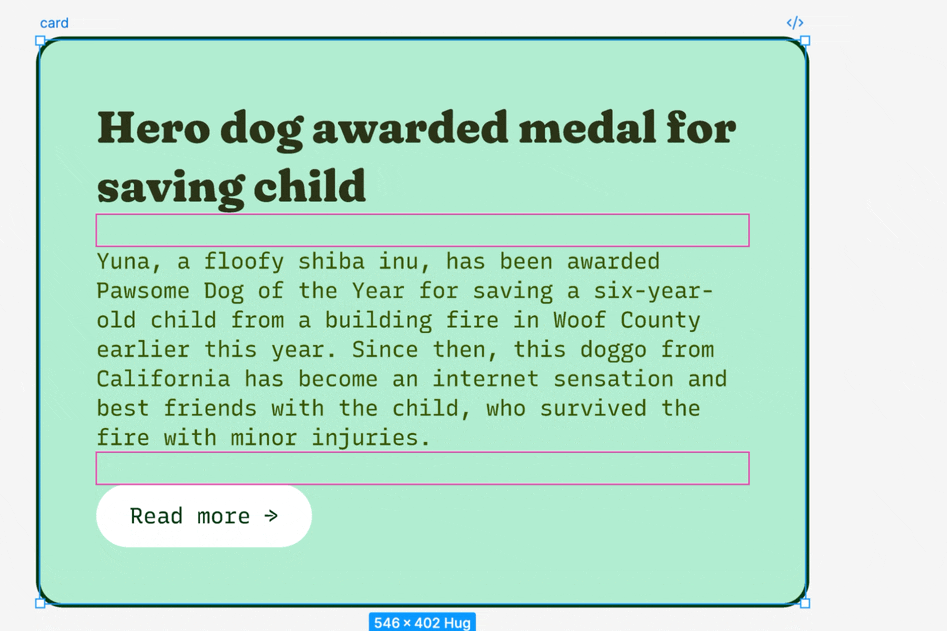 card
</>
Hero dog awarded medal for
saving child
Yuna, a floofy shiba inu, has been awarded
Pawsome Dog of the Year for saving a six-year-
old child from a building fire in Woof County
earlier this year. Since then, this doggo from
California has become an internet sensation and
best friends with the child, who survived the
fire with minor injuries.
Read more →
546 × 402 Hug